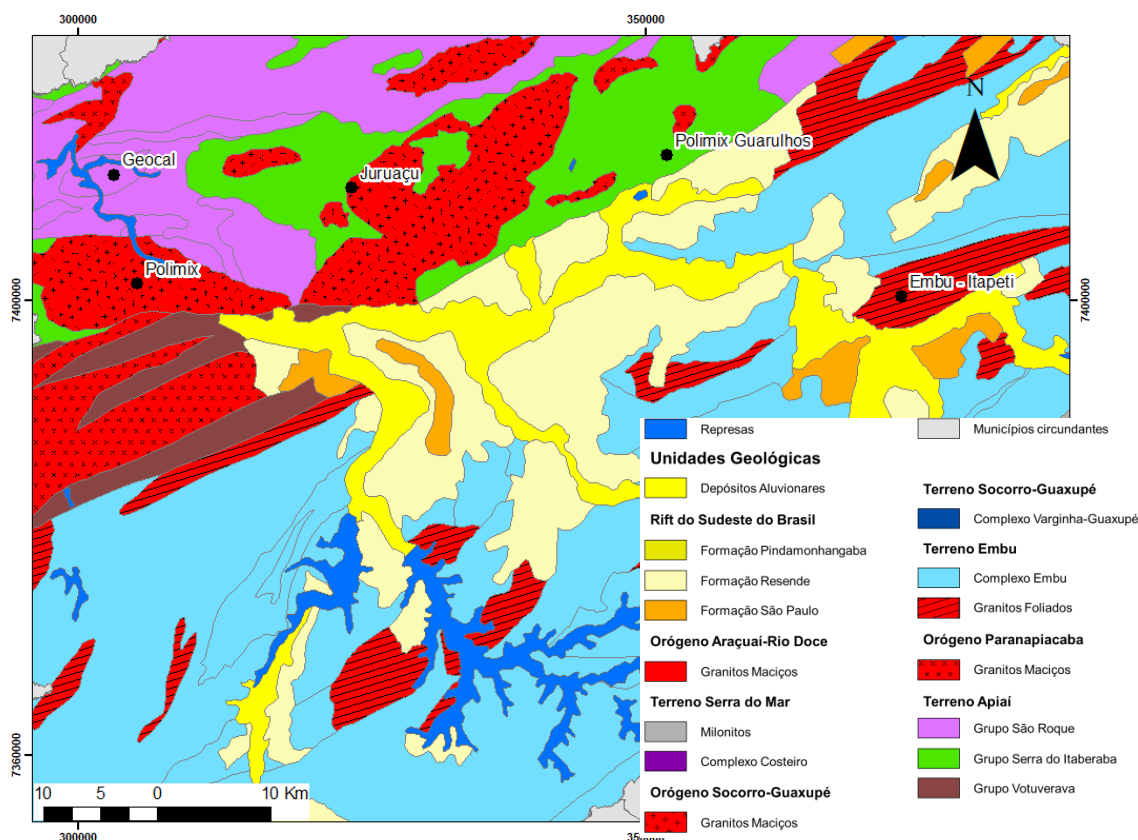 300000
350000
N
Polimix Guarulhos
Geocal
Juruaçu
Polimix
Embu - Itapeti
7400000
7400000
7360000
Represas
Unidades Geológicas
Depósitos Aluvionares
Rift do Sudeste do Brasil
Formação Pindamonhangaba
Formação Resende
Formação São Paulo
Orógeno Araçuaí-Rio Doce
Granitos Maciços
Terreno Serra do Mar
Milonitos
Complexo Costeiro
Orógeno Socorro-Guaxupé
Granitos Maciços
Municípios circundantes
Terreno Socorro-Guaxupé
Complexo Varginha-Guaxupé
Terreno Embu
Complexo Embu
Granitos Foliados
Orógeno Paranapiacaba
Granitos Maciços
Terreno Apiaí
Grupo São Roque
Grupo Serra do Itaberaba
Grupo Votuverava
10 5 0 10 Km
300000